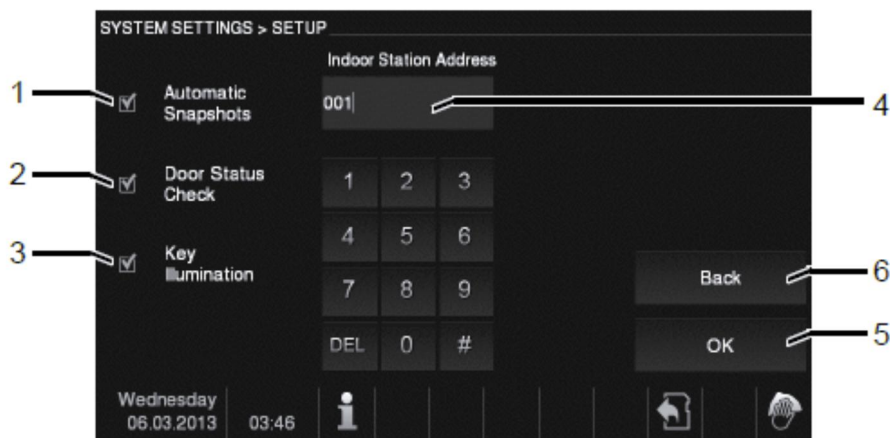 SYSTEM SETTINGS > SETUP
Indoor Station Address
1
Automatic
Snapshots
001
4
2
Door Status
Check
1 2 3
3
Key
Illumination
4 5 6
7 8 9
Back
6
DEL 0 #
OK
5
Wednesday
06.03.2013 03:46
i